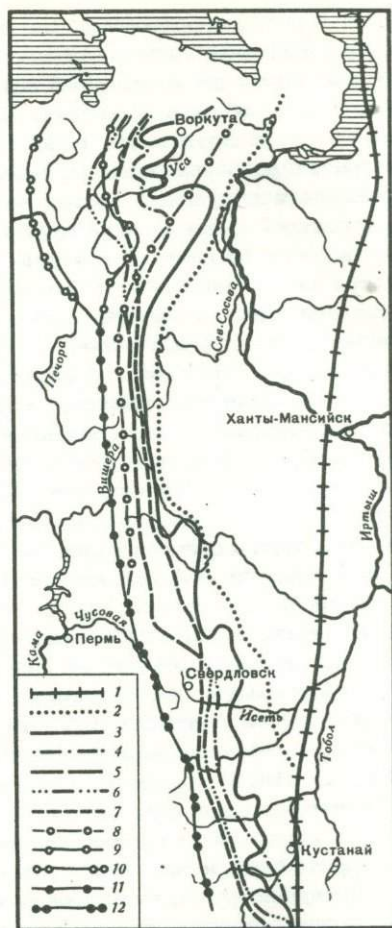 Воркута
Уса
Сев-Сосьва
Печора
Ханты-Мансийск
Вишера
Иртыш
Чусовая
Кама
Пермь
Свердловск
Исеть
Тобол
Кустанай
1
2
3
4
5
6
7
8
9
10
11
12